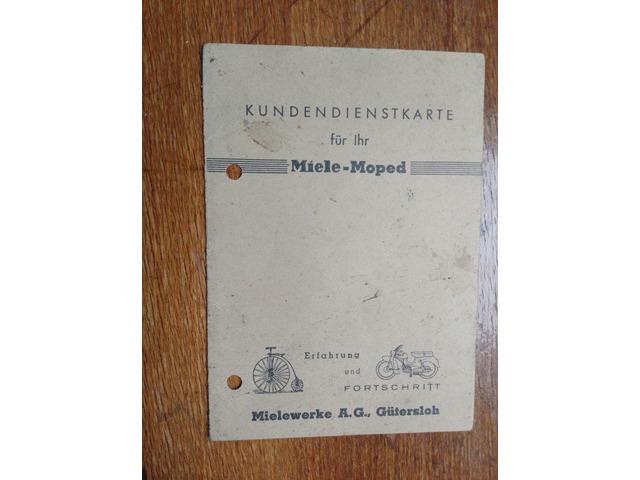 KUNDENDIENSTKARTE
für Ihr
Miele-Moped
Erfahrung
und
FORTSCHRITT
Mielewerke A.G., Gütersloh